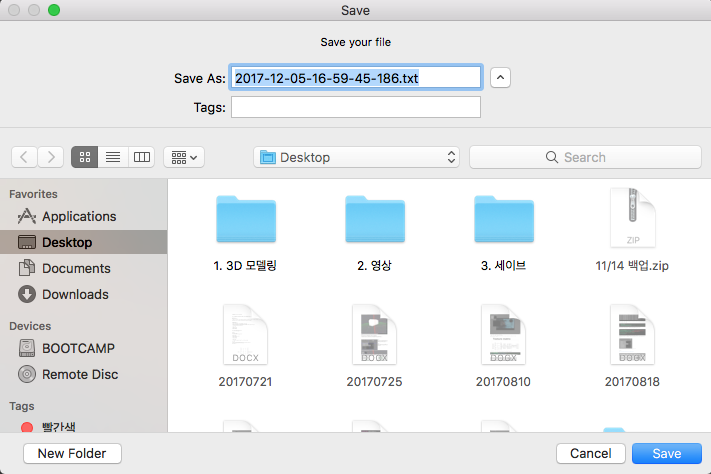 Save
Save your file
Save As: 2017-12-05-16-59-45-186.txt
Tags:
Desktop
Search
Favorites
Applications
Desktop
Documents
Downloads
Devices
BOOTCAMP
Remote Disc
Tags
빨간색
1. 3D 모델링
2. 영상
3. 세이브
ZIP
11/14 백업.zip
DOCX
DOCX
DOCX
DOCX
20170721
20170725
20170810
20170818
New Folder
Cancel
Save